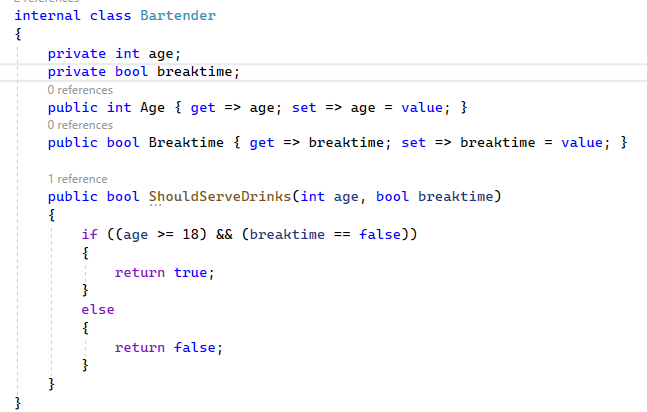 2 references
internal class Bartender
{
private int age;
private bool breaktime;
0 references
public int Age { get => age; set => age = value; }
0 references
public bool Breaktime { get => breaktime; set => breaktime = value; }
1 reference
public bool ShouldServeDrinks(int age, bool breaktime)
{
if ((age >= 18) && (breaktime == false))
{
return true;
}
else
{
return false;
}
}
}